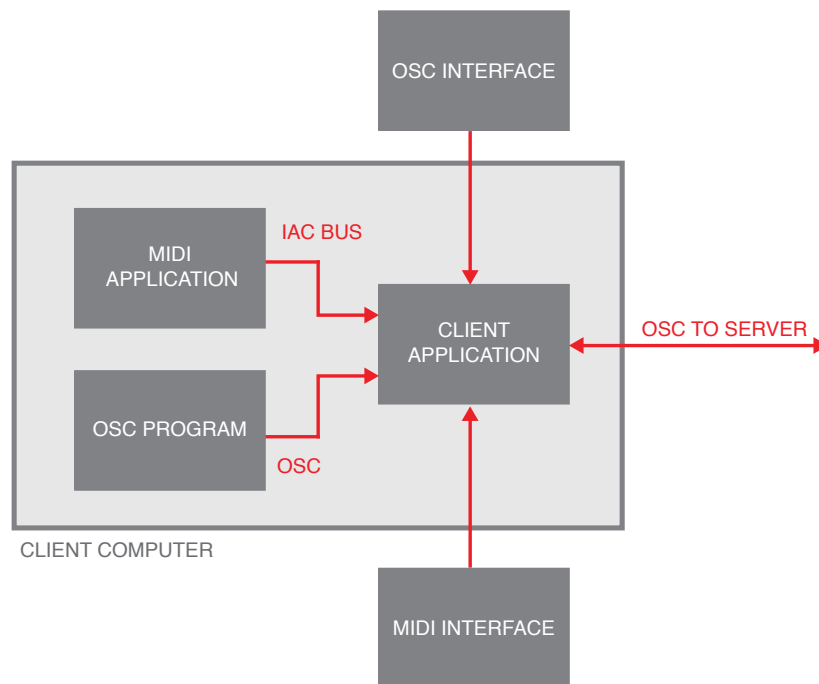 OSC INTERFACE
IAC BUS
MIDI
APPLICATION
CLIENT
APPLICATION
OSC TO SERVER
OSC PROGRAM
OSC
CLIENT COMPUTER
MIDI INTERFACE